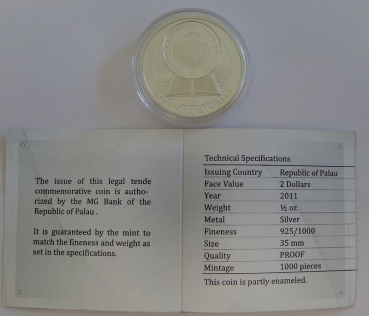 The issue of this legal tende
commemorative coin is autho-
rized by the MG Bank of the
Republic of Palau .
It is guaranteed by the mint to
match the fineness and weight as
set in the specifications.
Technical Specifications
Issuing Country Republic of Palau
Face Value 2 Dollars
Year 2011
Weight ½ oz
Metal Silver
Fineness 925/1000
Size 35 mm
Quality PROOF
Mintage 1000 pieces
This coin is partly enameled.